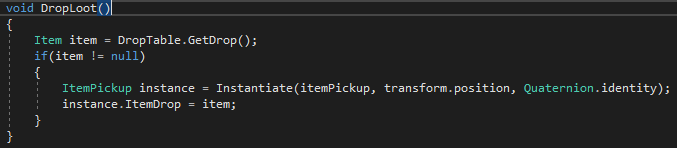 void DropLoot()
{
    Item item = DropTable.GetDrop();
    if(item != null)
    {
        ItemPickup instance = Instantiate(itemPickup, transform.position, Quaternion.identity);
        instance.ItemDrop = item;
    }
}